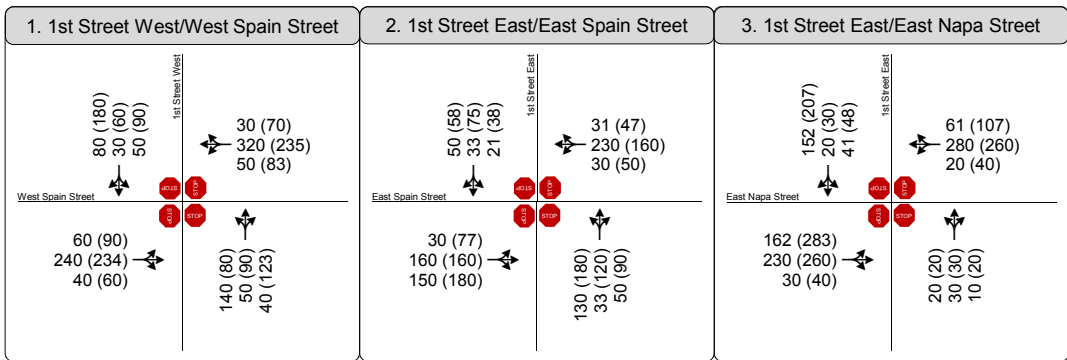 1. 1st Street West/West Spain Street
1st Street West
80 (180)
30 (60)
50 (90)
30 (70)
320 (235)
50 (83)
West Spain Street
STOP
STOP
STOP
STOP
60 (90)
240 (234)
40 (60)
140 (80)
50 (90)
40 (123)
2. 1st Street East/East Spain Street
1st Street East
50 (58)
33 (75)
21 (38)
31 (47)
230 (160)
30 (50)
East Spain Street
STOP
STOP
STOP
STOP
30 (77)
160 (160)
150 (180)
130 (180)
33 (120)
50 (90)
3. 1st Street East/East Napa Street
1st Street East
152 (207)
20 (30)
41 (48)
61 (107)
280 (260)
20 (40)
East Napa Street
STOP
STOP
STOP
STOP
162 (283)
230 (260)
30 (40)
20 (20)
30 (30)
10 (20)